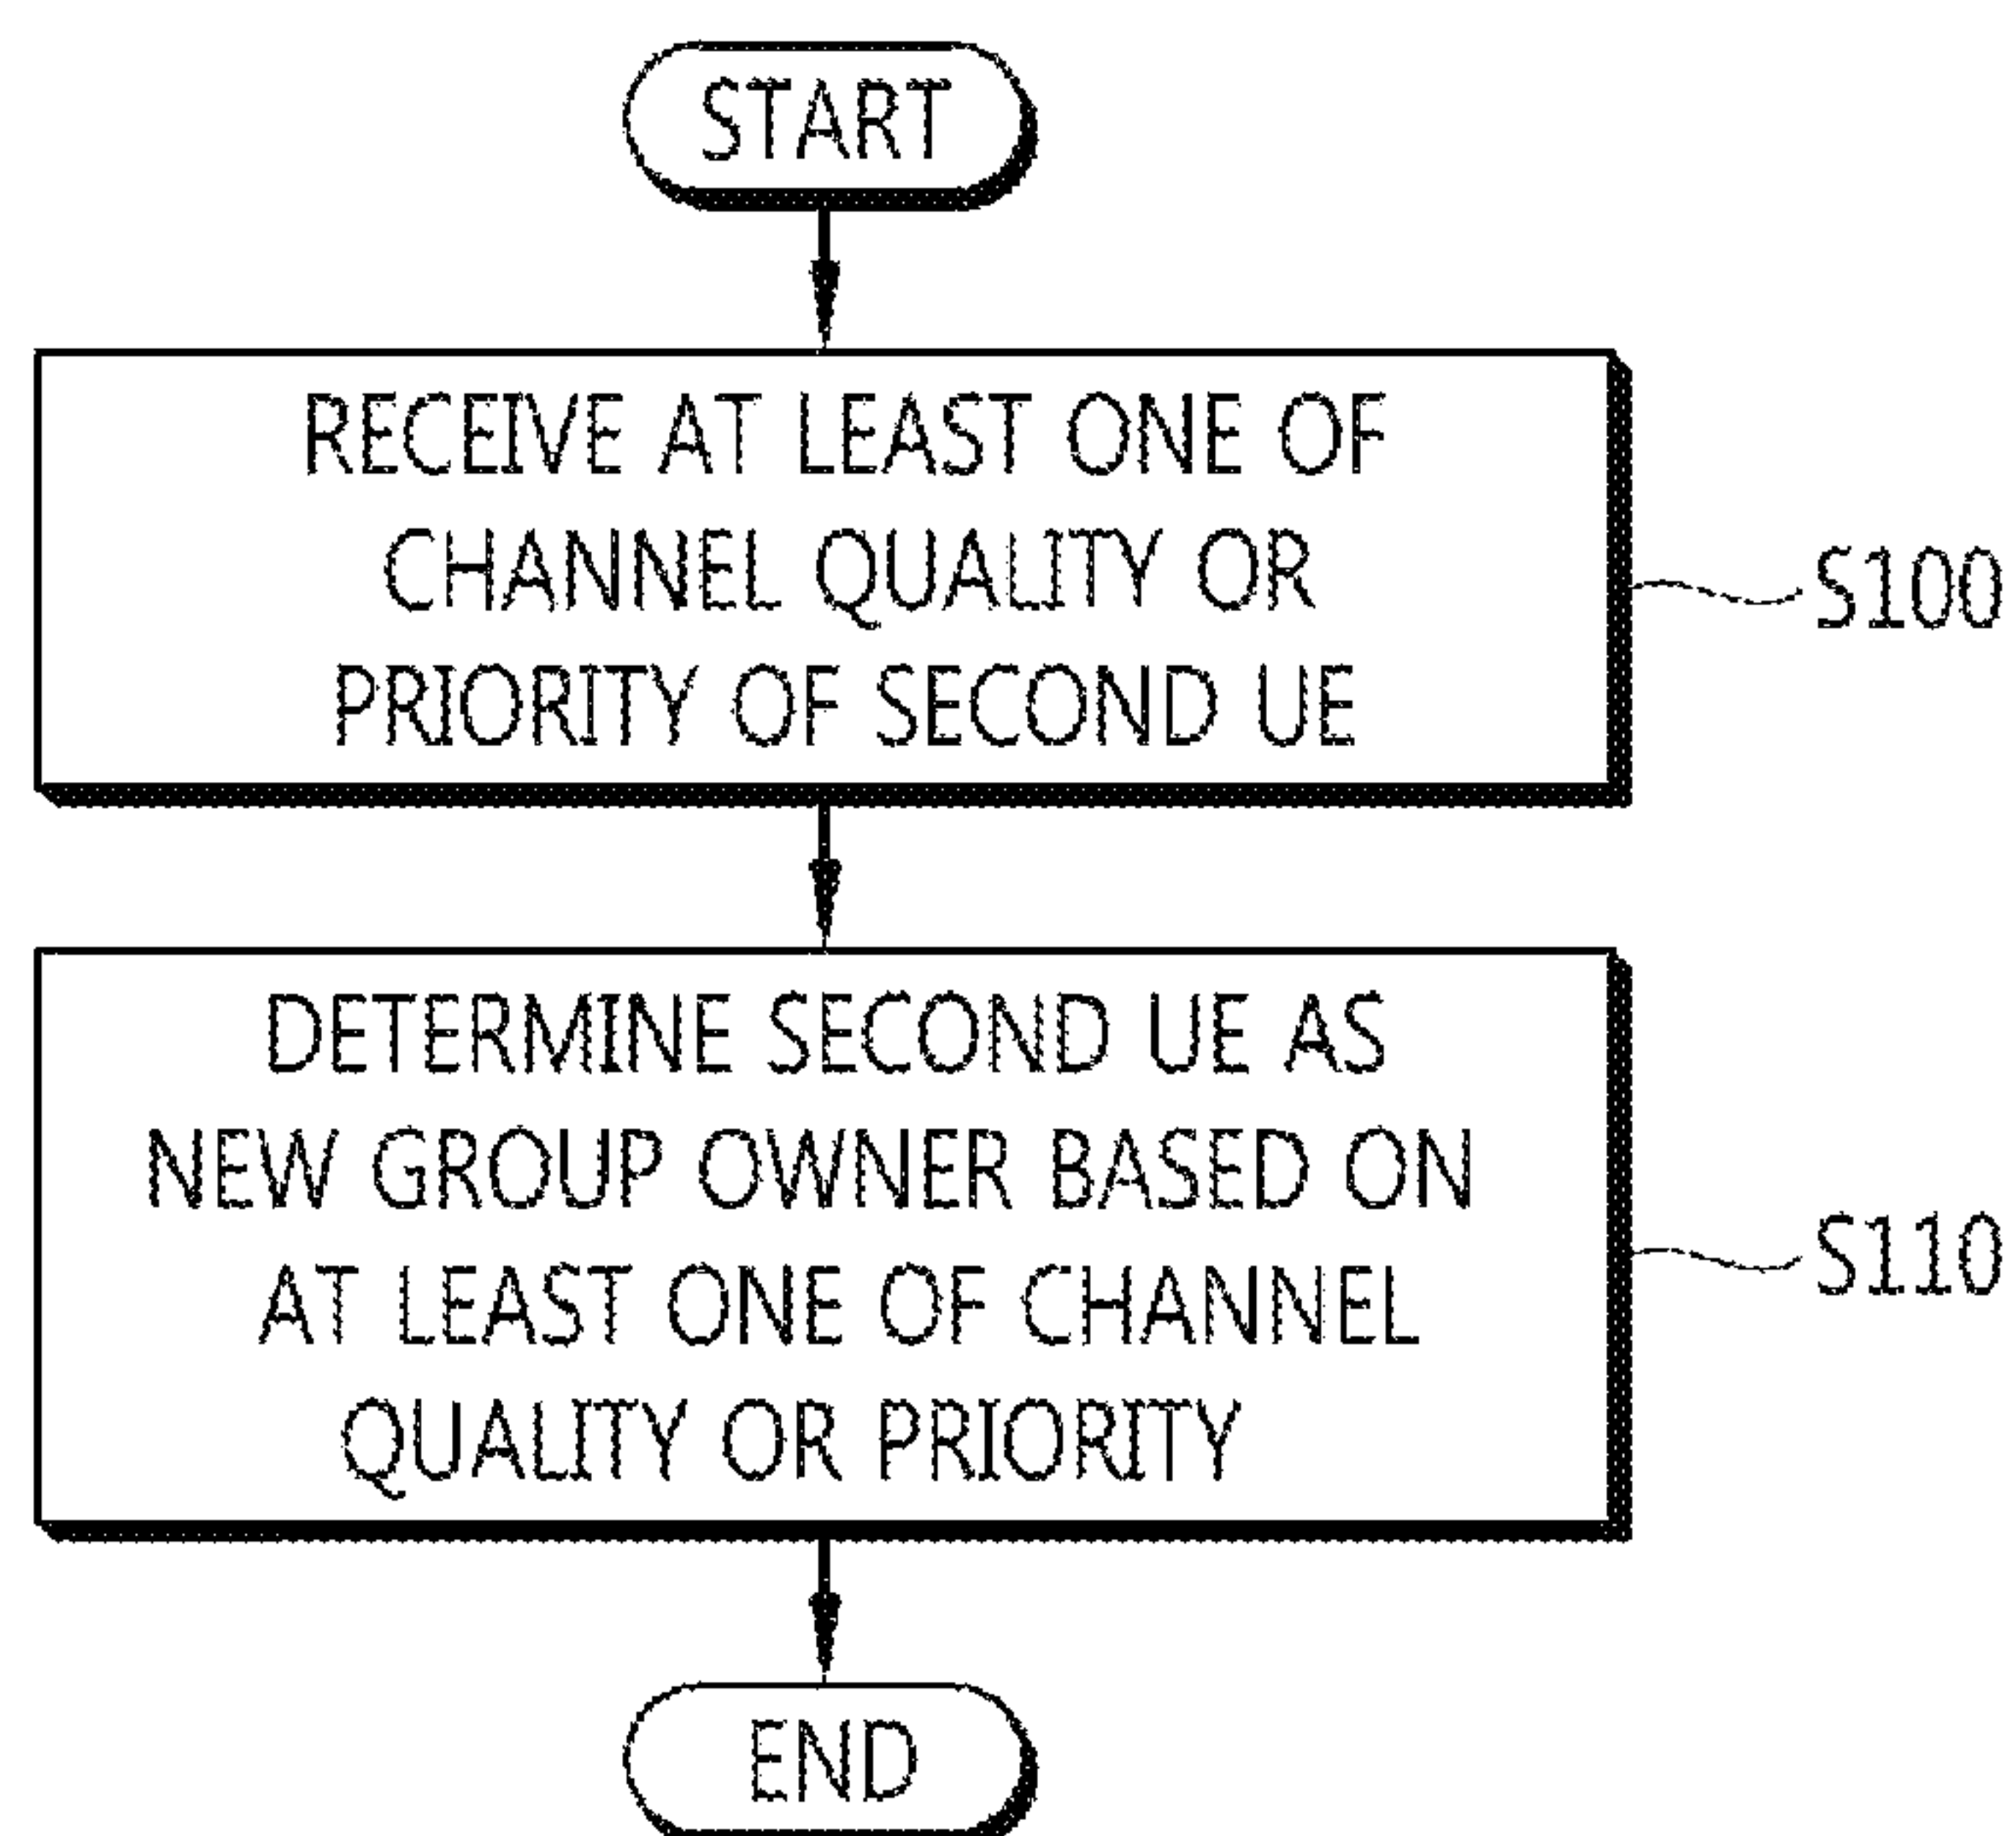 START
RECEIVE AT LEAST ONE OF
CHANNEL QUALITY OR
PRIORITY OF SECOND UE
S100
DETERMINE SECOND UE AS
NEW GROUP OWNER BASED ON
AT LEAST ONE OF CHANNEL
QUALITY OR PRIORITY
S110
END